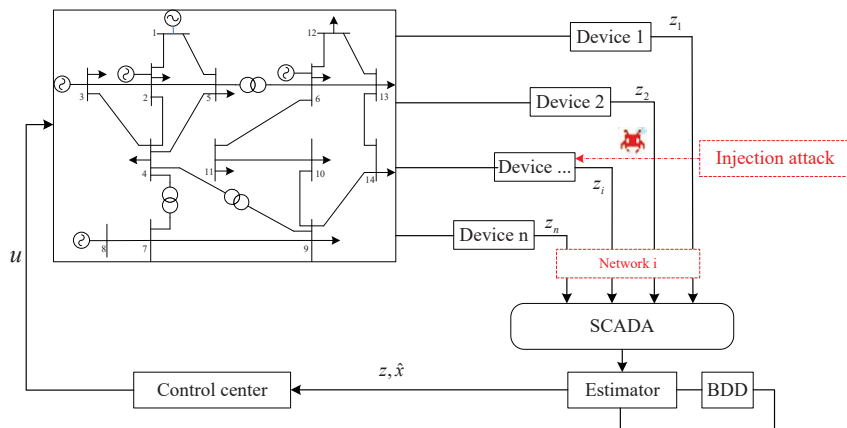 1
12
3
2
5
6
13
4
11
10
14
8
7
9
Device 1
z₁
Device 2
z₂
Injection attack
Device ...
zᵢ
Device n
zₙ
Network i
SCADA
u
Control center
z, x̂
Estimator
BDD